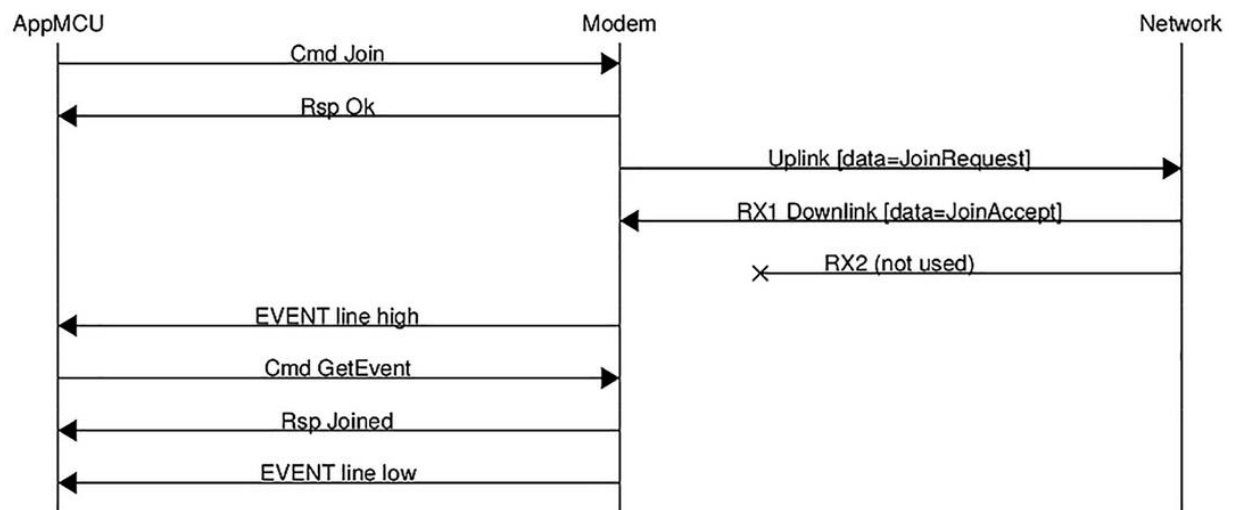 AppMCU Modem Network
Cmd Join
Rsp Ok
Uplink [data=JoinRequest]
RX1 Downlink [data=JoinAccept]
RX2 (not used)
EVENT line high
Cmd GetEvent
Rsp Joined
EVENT line low